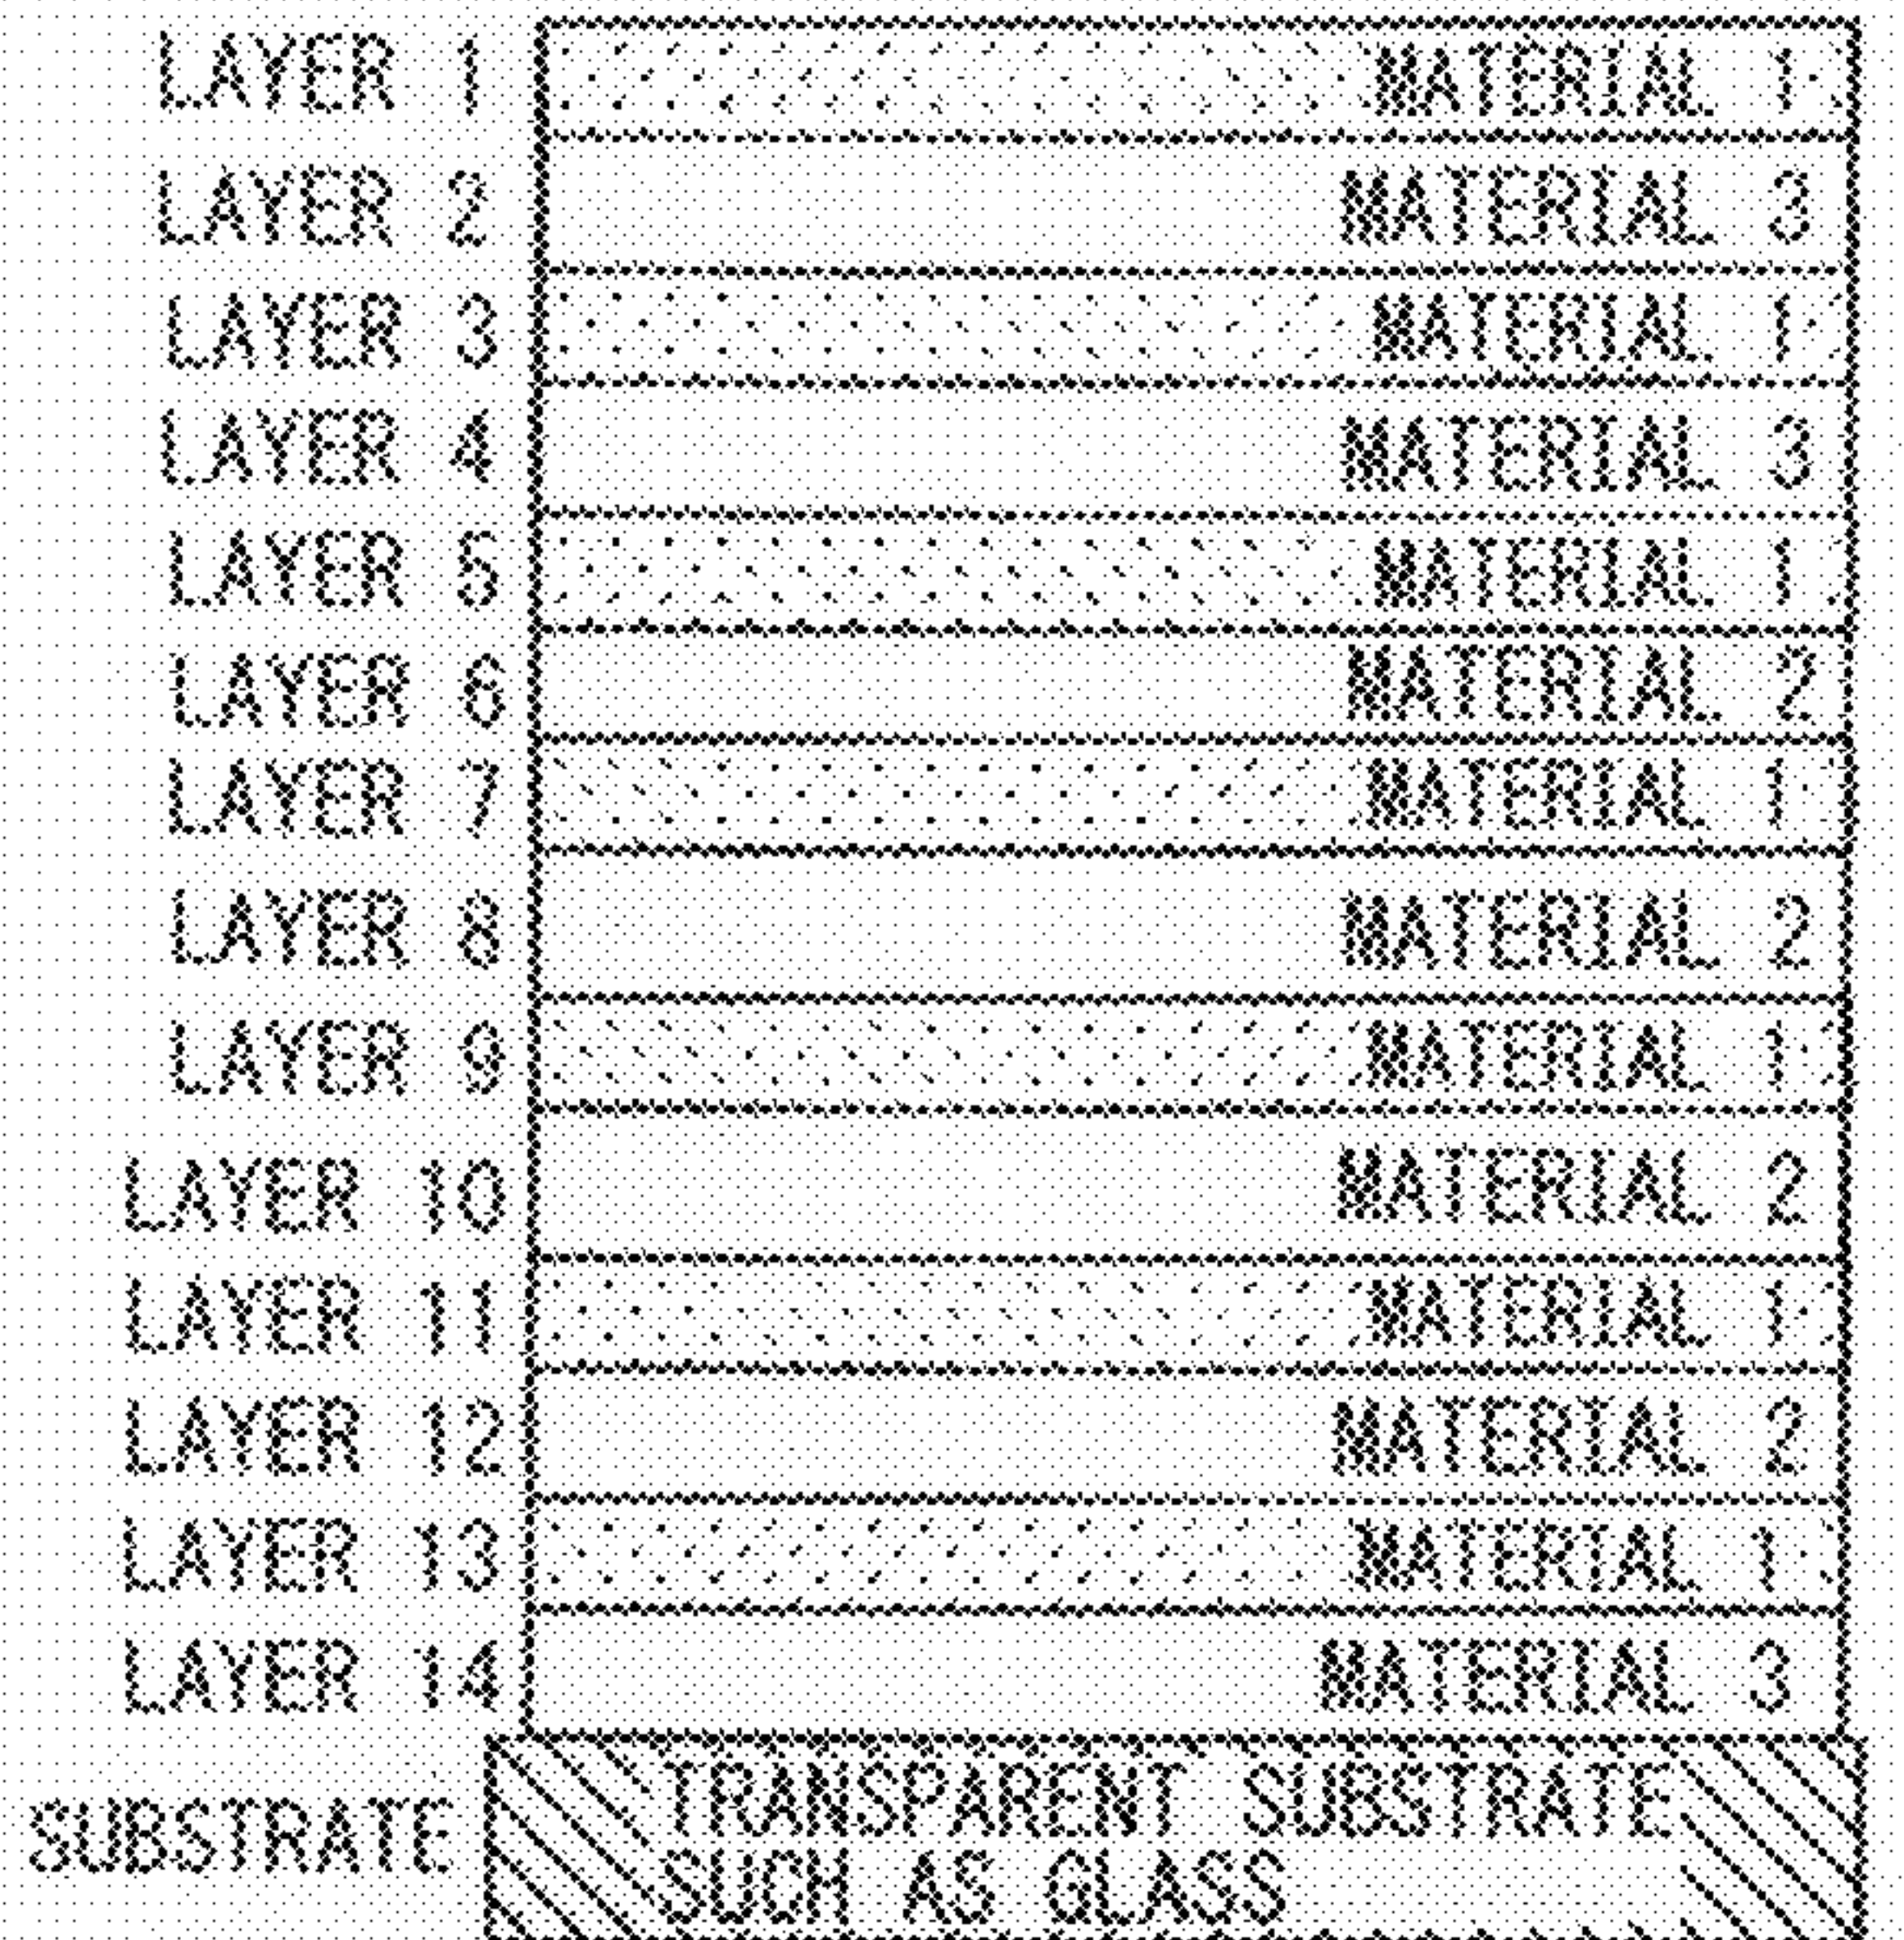 LAYER 1 MATERIAL 1
LAYER 2 MATERIAL 3
LAYER 3 MATERIAL 1
LAYER 4 MATERIAL 3
LAYER 5 MATERIAL 1
LAYER 6 MATERIAL 2
LAYER 7 MATERIAL 1
LAYER 8 MATERIAL 2
LAYER 9 MATERIAL 1
LAYER 10 MATERIAL 2
LAYER 11 MATERIAL 1
LAYER 12 MATERIAL 2
LAYER 13 MATERIAL 1
LAYER 14 MATERIAL 3
SUBSTRATE TRANSPARENT SUBSTRATE
SUCH AS GLASS